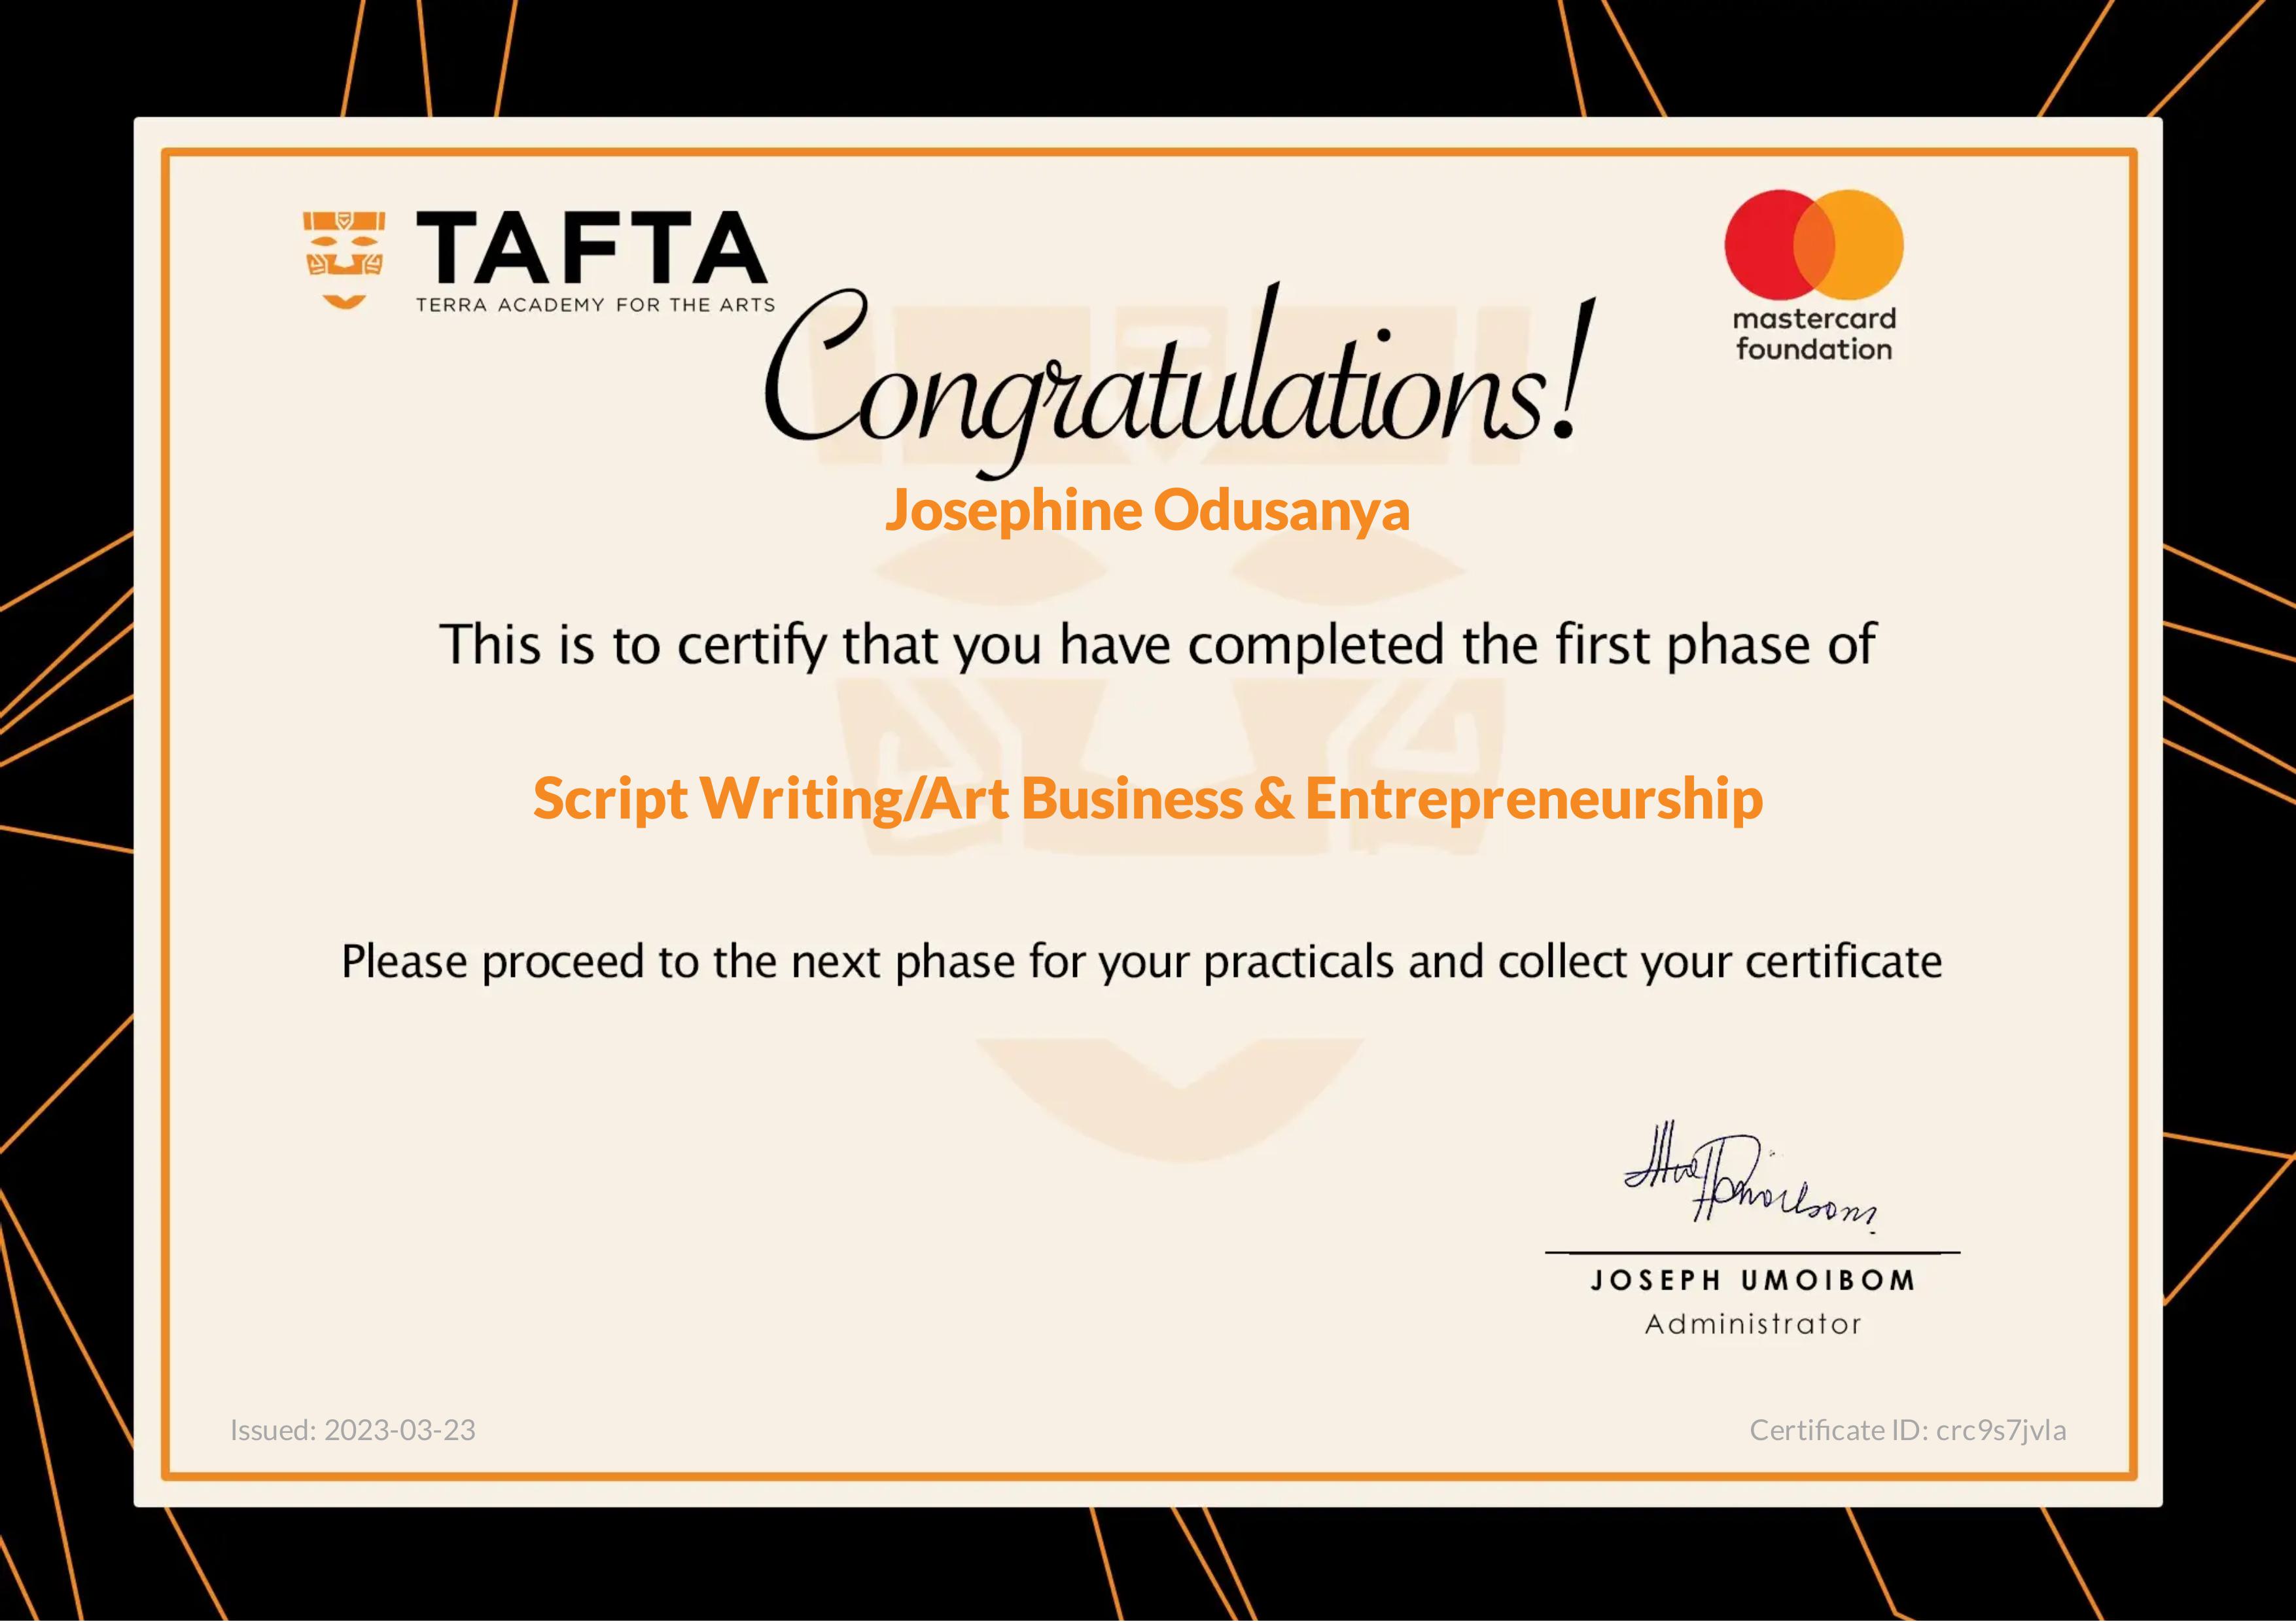 TAFTA
TERRA ACADEMY FOR THE ARTS
mastercard
foundation
Congratulations!
Josephine Odusanya
This is to certify that you have completed the first phase of
Script Writing/Art Business & Entrepreneurship
Please proceed to the next phase for your practicals and collect your certificate
JOSEPH UMOIBOM
Administrator
Issued: 2023-03-23
Certificate ID: crc9s7jvla